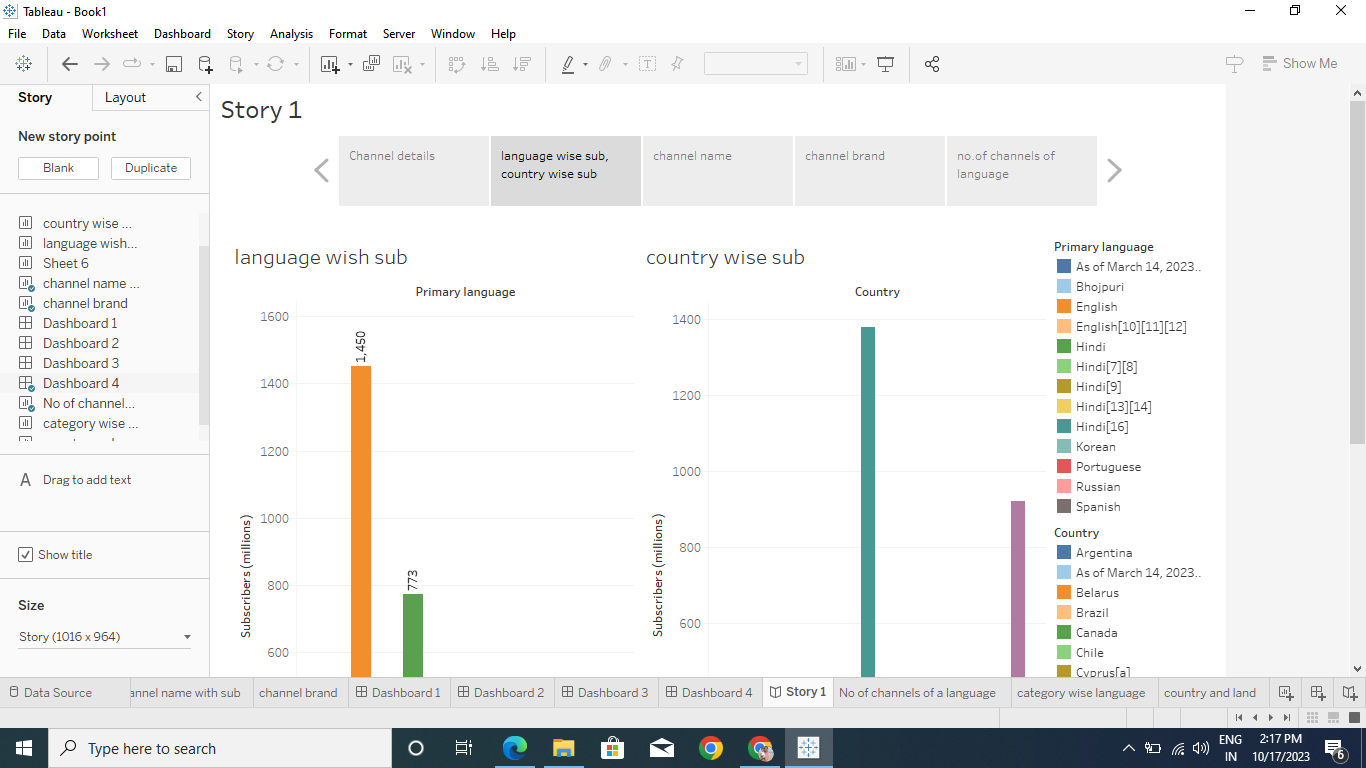 Tableau - Book1
File Data Worksheet Dashboard Story Analysis Format Server Window Help
Show Me
Story Layout
New story point
Blank Duplicate
country wise ...
language wish...
Sheet 6
channel name ...
channel brand
Dashboard 1
Dashboard 2
Dashboard 3
Dashboard 4
No of channel...
category wise ...
A Drag to add text
Show title
Size
Story (1016 x 964)
Story 1
Channel details
language wise sub,
country wise sub
channel name
channel brand
no.of channels of
language
language wish sub
Primary language
Subscribers (millions)
1600
1400
1200
1000
800
600
1,450
773
country wise sub
Country
Subscribers (millions)
1400
1200
1000
800
600
Primary language
As of March 14, 2023..
Bhojpuri
English
English[10][11][12]
Hindi
Hindi[7][8]
Hindi[9]
Hindi[13][14]
Hindi[16]
Korean
Portuguese
Russian
Spanish
Country
Argentina
As of March 14, 2023..
Belarus
Brazil
Canada
Chile
Cyprus[a]
Data Source annel name with sub channel brand Dashboard 1 Dashboard 2 Dashboard 3 Dashboard 4 Story 1 No of channels of a language category wise language country and land
Type here to search
ENG
IN
2:17 PM
10/17/2023
6